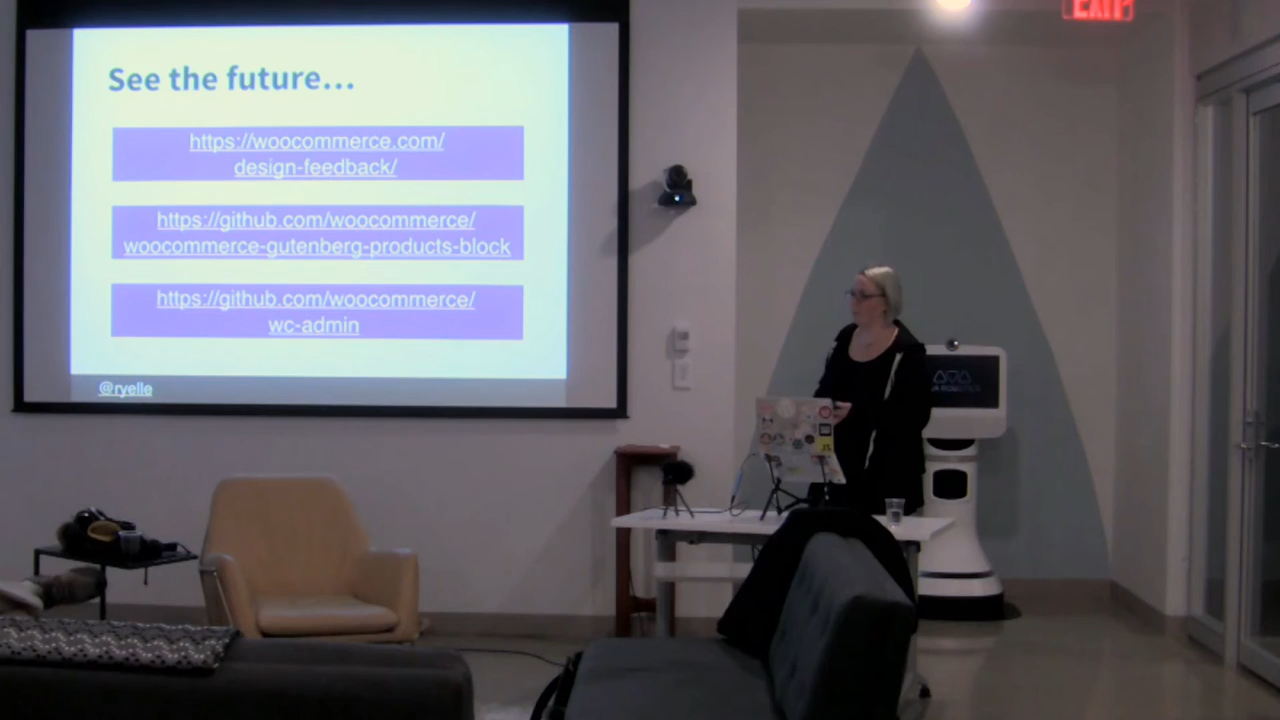 See the future...
https://woocommerce.com/
design-feedback/
https://github.com/woocommerce/
woocommerce-gutenberg-products-block
https://github.com/woocommerce/
wc-admin
@ryelle
EXIT
JS